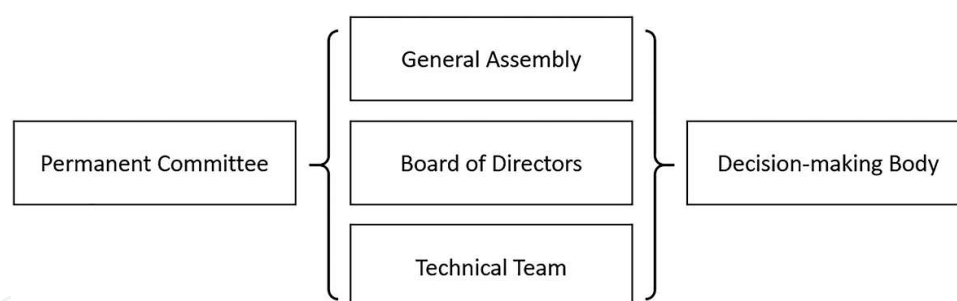 General Assembly
Permanent Committee
Board of Directors
Decision-making Body
Technical Team